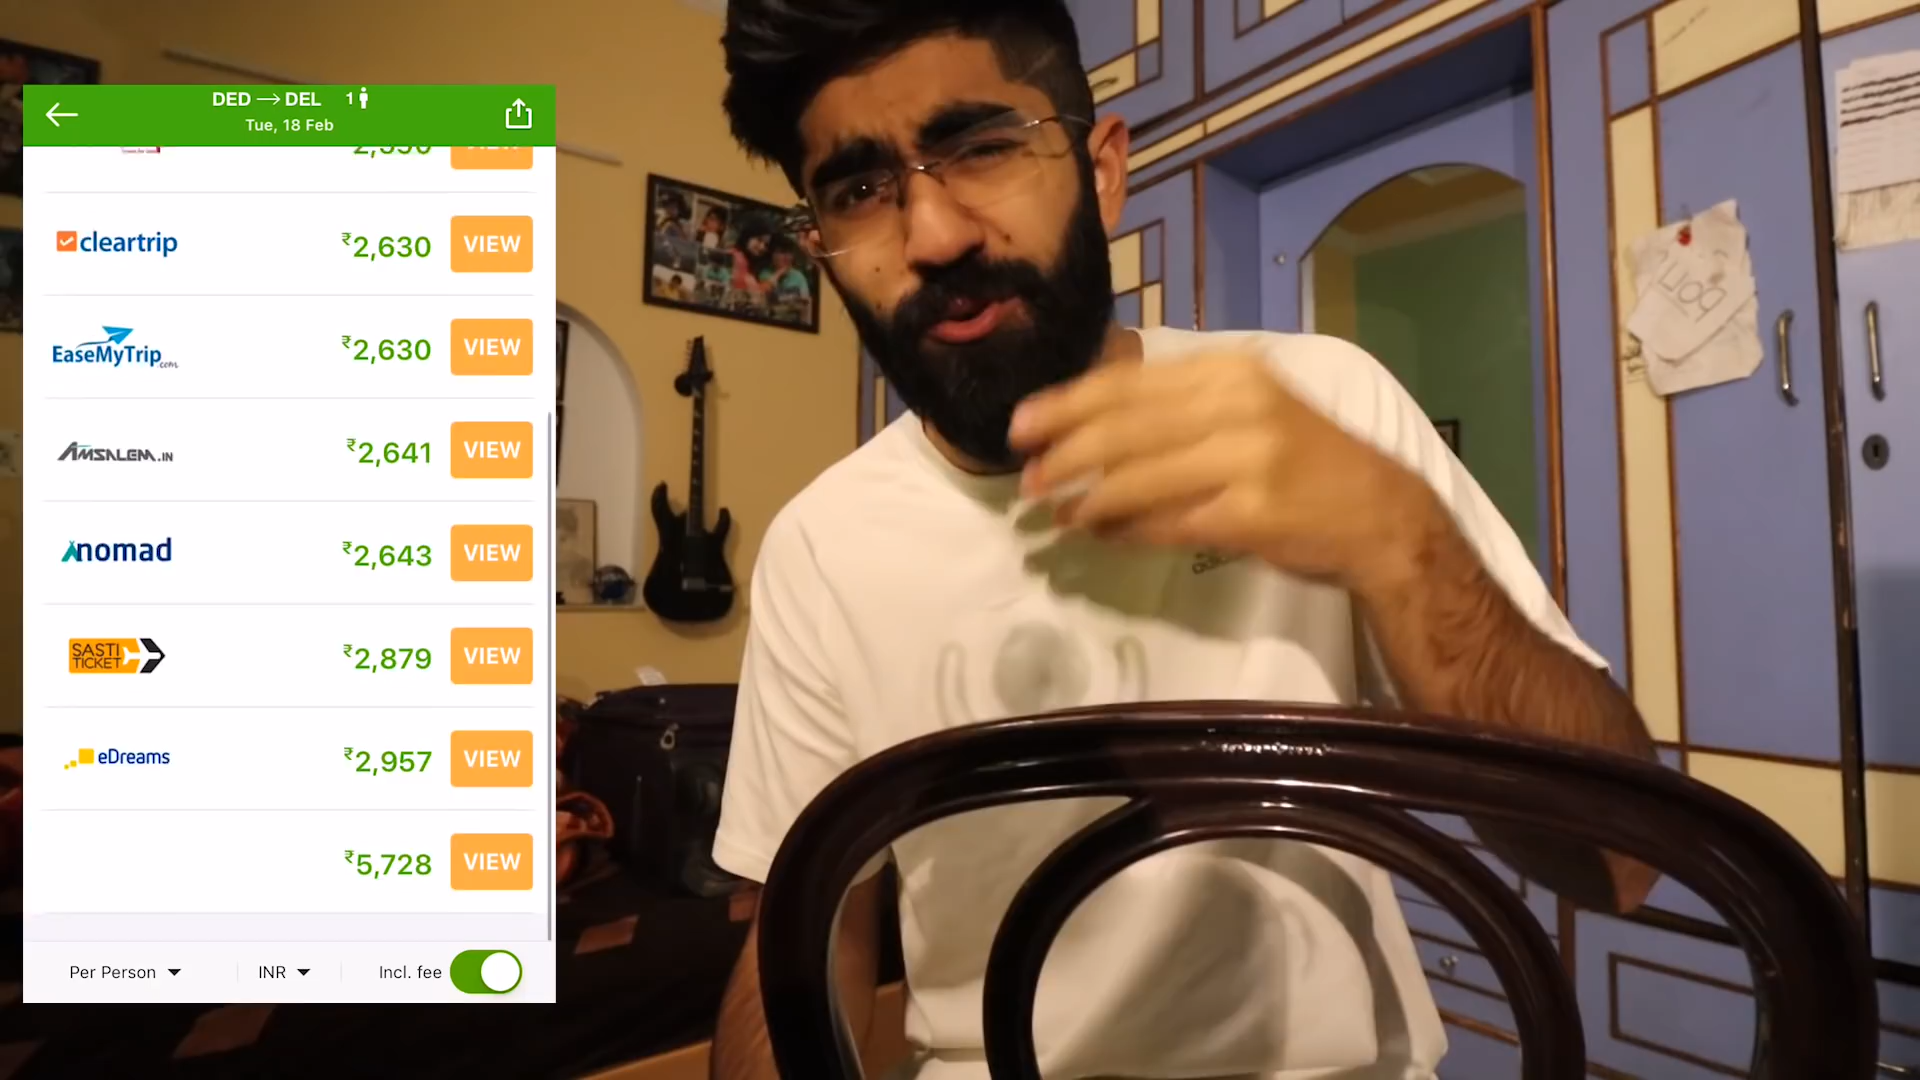 DED → DEL 1
Tue, 18 Feb
cleartrip ₹2,630 VIEW
EaseMyTrip.com ₹2,630 VIEW
AMSALEM.IN ₹2,641 VIEW
nomad ₹2,643 VIEW
SASTI
TICKET ₹2,879 VIEW
eDreams ₹2,957 VIEW
₹5,728 VIEW
Per Person INR Incl. fee